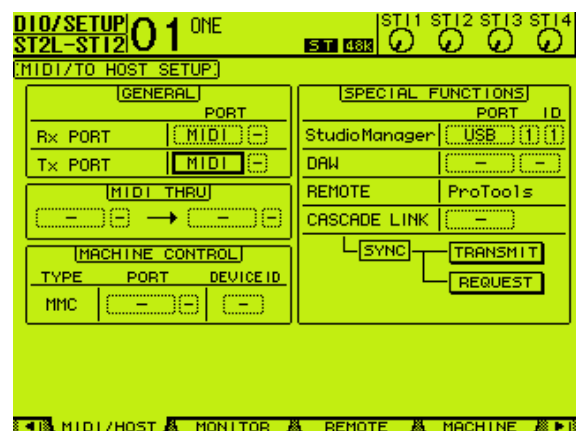 DIO/SETUP 01 ONE ST 48K STI1 STI2 STI3 STI4
ST2L-STI2
MIDI/TO HOST SETUP
GENERAL
PORT
Rx PORT MIDI -
Tx PORT MIDI -
MIDI THRU
- - → - -
MACHINE CONTROL
TYPE PORT DEVICE ID
MMC - - -
SPECIAL FUNCTIONS
PORT ID
StudioManager USB 1 1
DAW - -
REMOTE ProTools
CASCADE LINK -
SYNC TRANSMIT
REQUEST
MIDI/HOST MONITOR REMOTE MACHINE